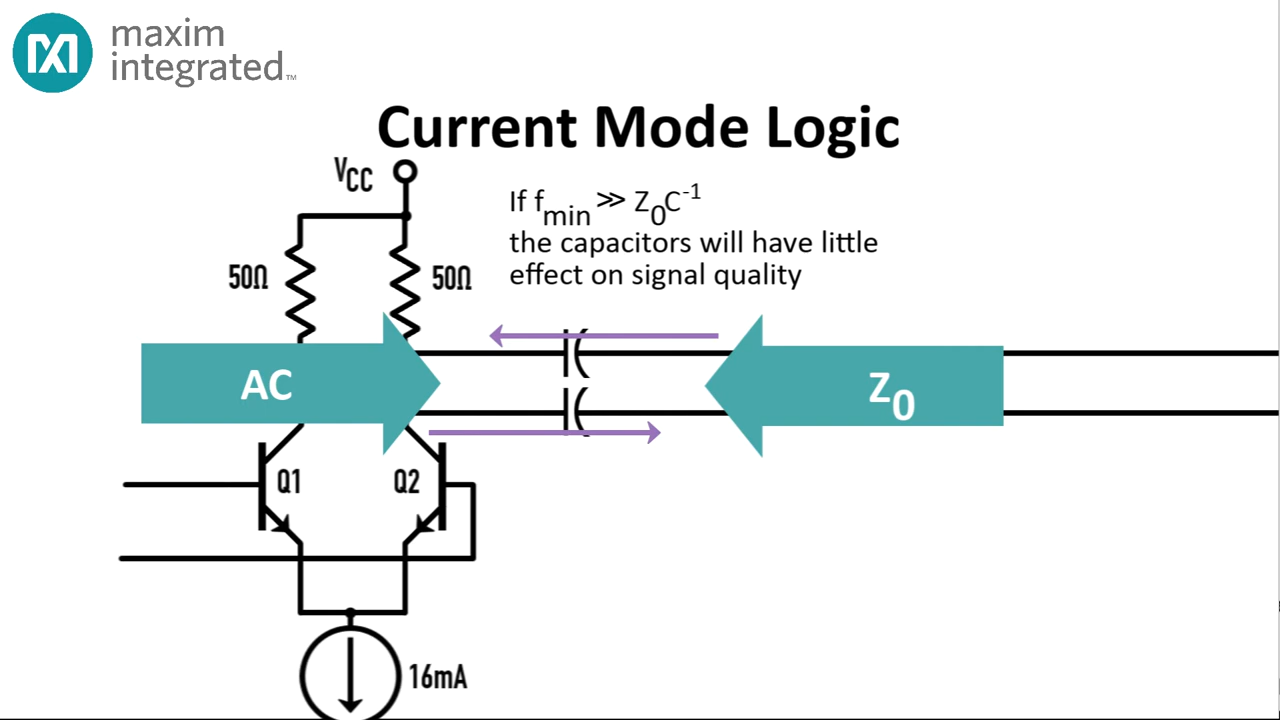 maxim
integrated™
Current Mode Logic
VCC
If fmin ≫ Z0C⁻¹
the capacitors will have little
effect on signal quality
50Ω
50Ω
AC
Z0
Q1
Q2
16mA